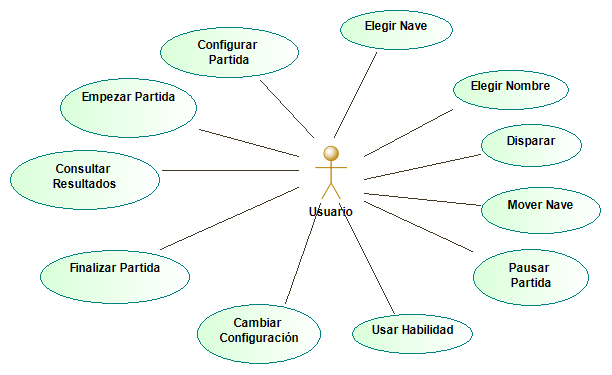 Elegir Nave
Configurar
Partida
Elegir Nombre
Empezar Partida
Disparar
Consultar
Resultados
Mover Nave
Usuario
Finalizar Partida
Pausar
Partida
Cambiar
Configuración
Usar Habilidad